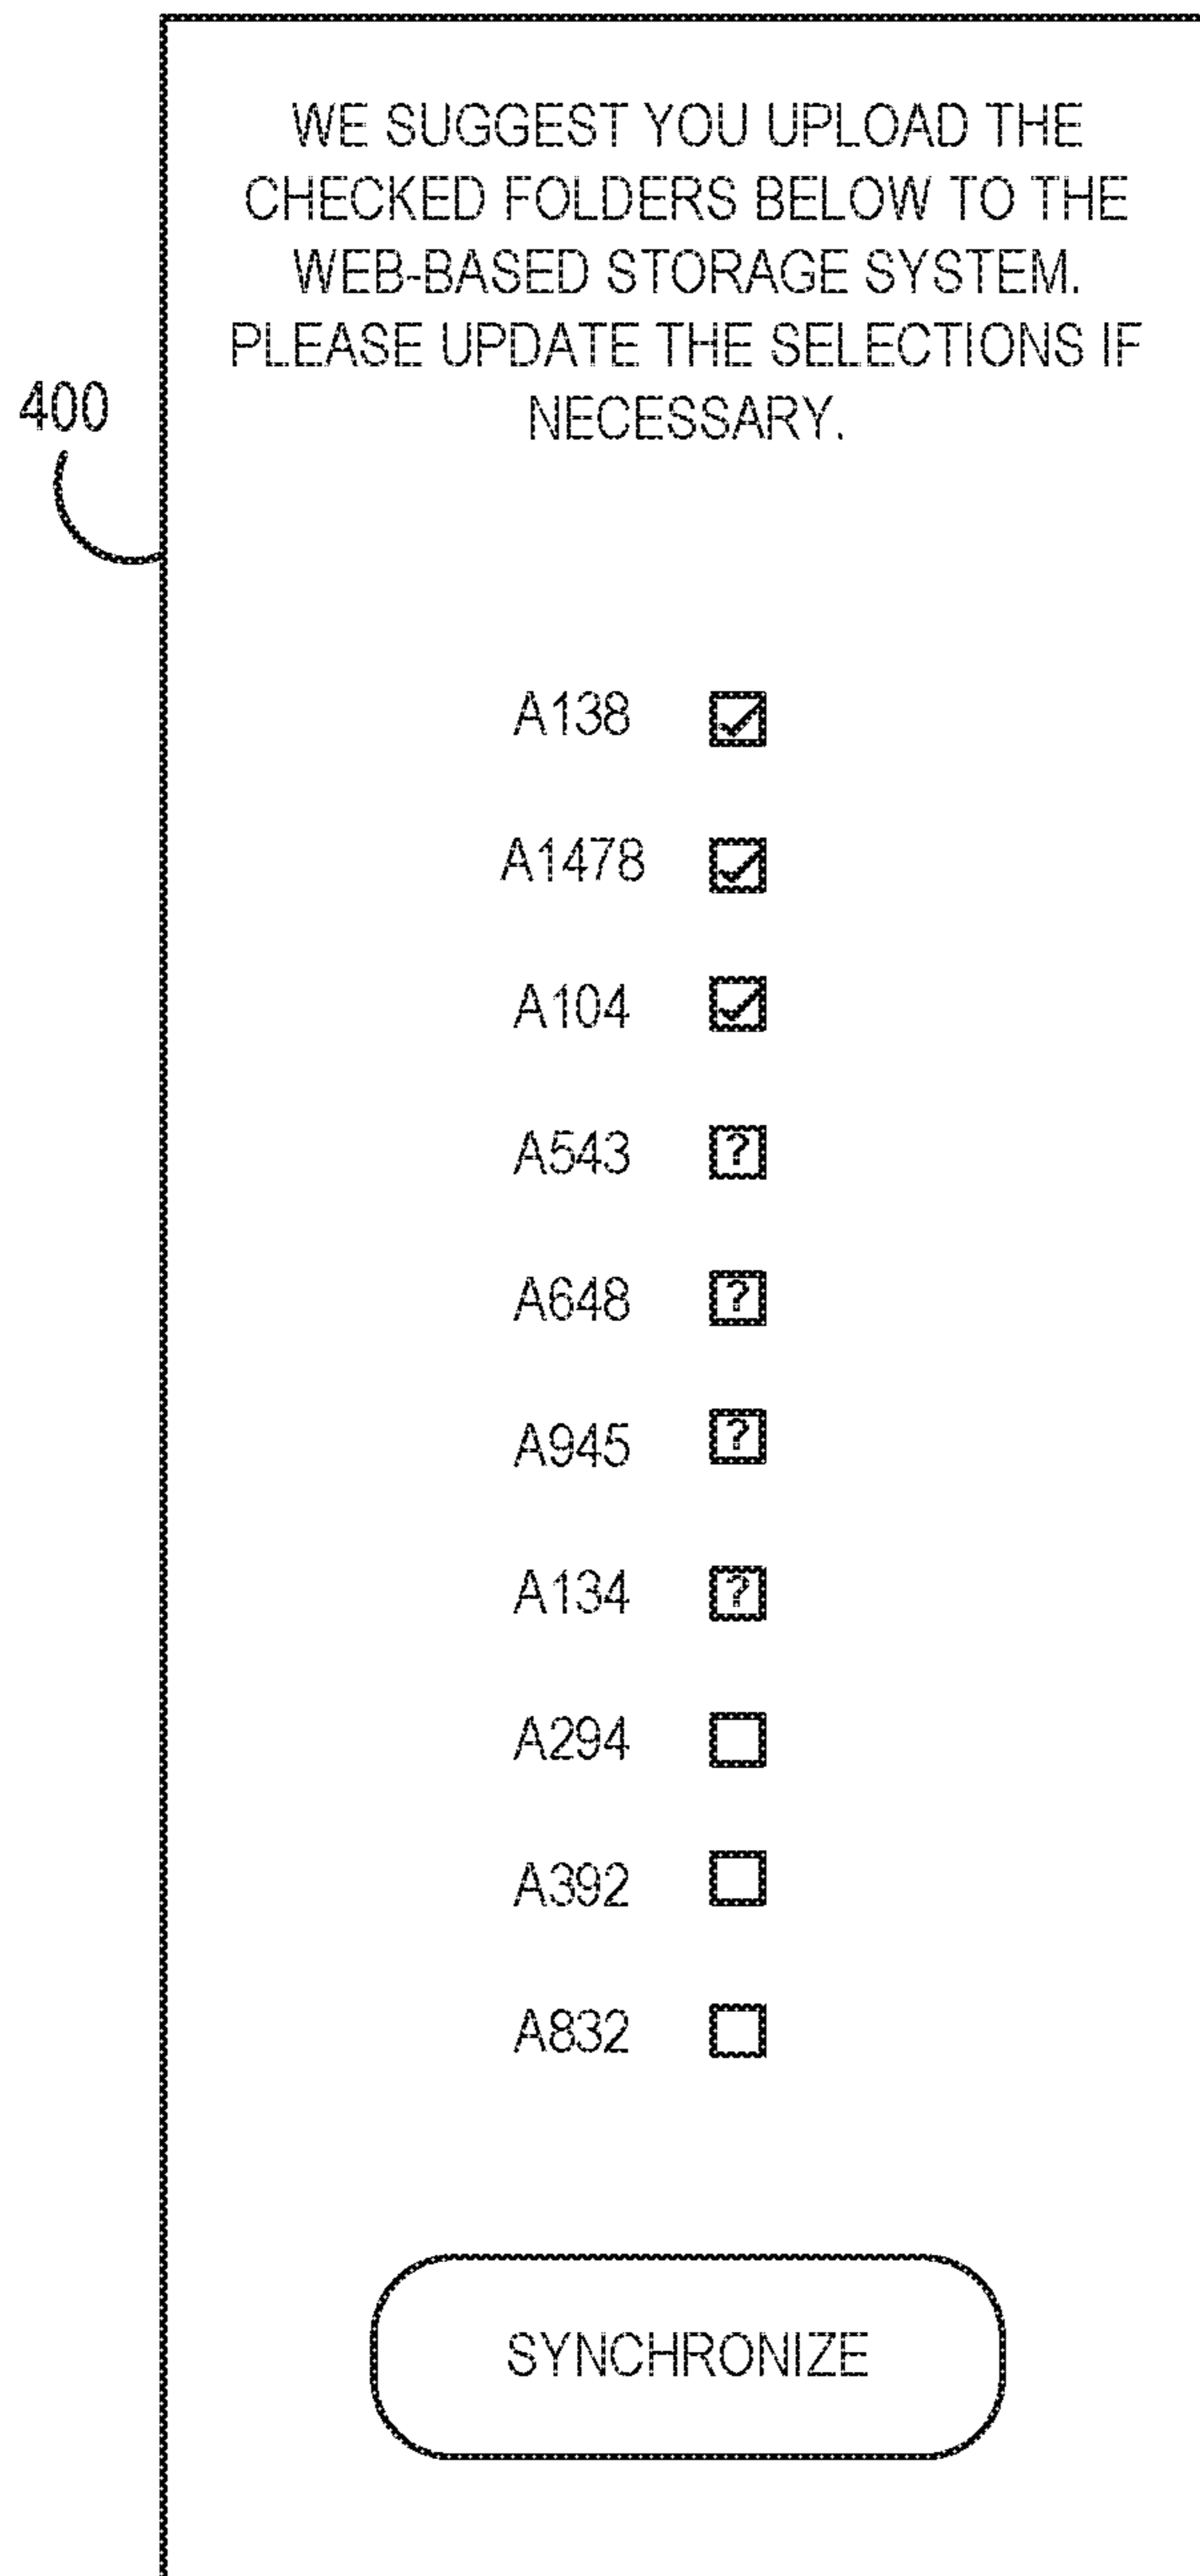 WE SUGGEST YOU UPLOAD THE
CHECKED FOLDERS BELOW TO THE
WEB-BASED STORAGE SYSTEM.
PLEASE UPDATE THE SELECTIONS IF
NECESSARY.
400
A138
A1478
A104
A543 ?
A648 ?
A945 ?
A134 ?
A294
A392
A832
SYNCHRONIZE